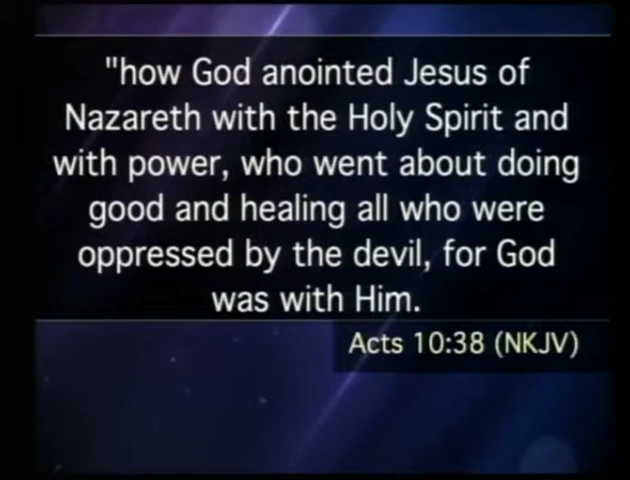 "how God anointed Jesus of
Nazareth with the Holy Spirit and
with power, who went about doing
good and healing all who were
oppressed by the devil, for God
was with Him.
Acts 10:38 (NKJV)